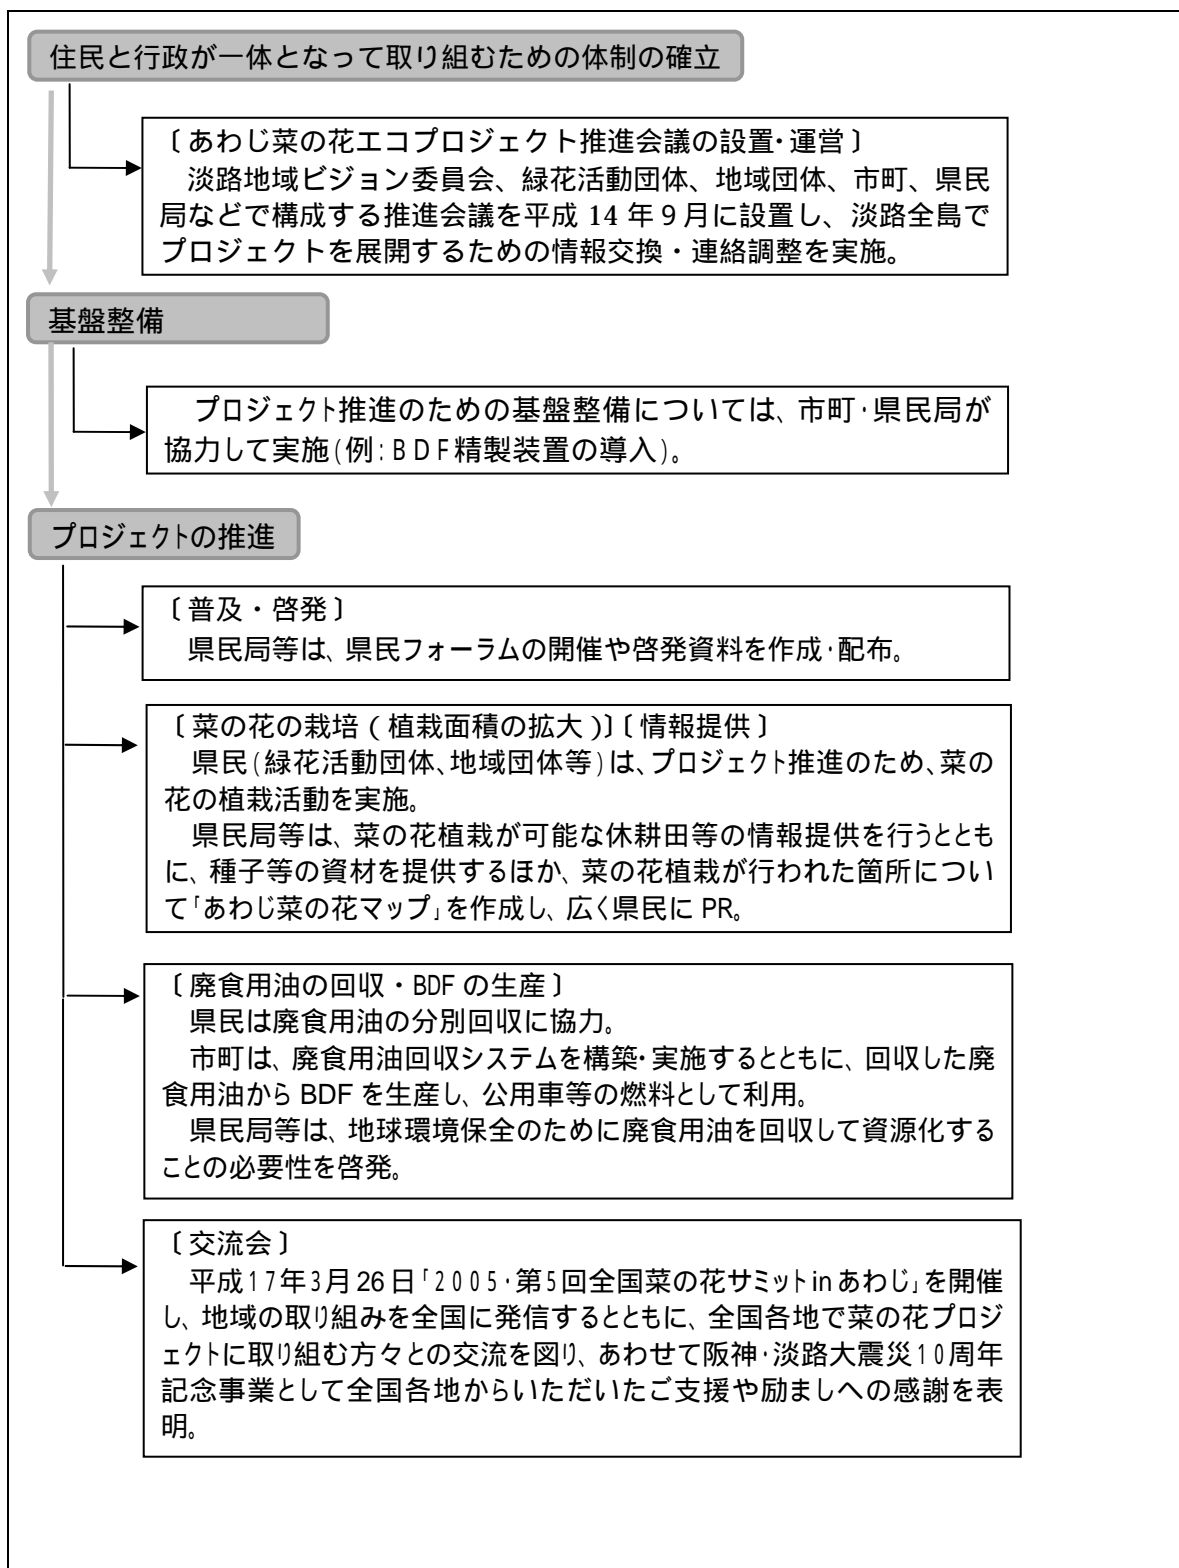 住民と行政が一体となって取り組むための体制の確立
〔あわじ菜の花エコプロジェクト推進会議の設置・運営〕
淡路地域ビジョン委員会、緑花活動団体、地域団体、市町、県民
局などで構成する推進会議を平成 14 年９月に設置し、淡路全島で
プロジェクトを展開するための情報交換・連絡調整を実施。
基盤整備
プロジェクト推進のための基盤整備については、市町・県民局が
協力して実施(例:ＢＤＦ精製装置の導入)。
プロジェクトの推進
〔普及・啓発〕
県民局等は、県民フォーラムの開催や啓発資料を作成・配布。
〔菜の花の栽培（植栽面積の拡大）〕〔情報提供〕
県民(緑花活動団体、地域団体等)は、プロジェクト推進のため、菜の
花の植栽活動を実施。
県民局等は、菜の花植栽が可能な休耕田等の情報提供を行うととも
に、種子等の資材を提供するほか、菜の花植栽が行われた箇所につい
て「あわじ菜の花マップ」を作成し、広く県民に PR。
〔廃食用油の回収・BDF の生産〕
県民は廃食用油の分別回収に協力。
市町は、廃食用油回収システムを構築・実施するとともに、回収した廃
食用油から BDF を生産し、公用車等の燃料として利用。
県民局等は、地球環境保全のために廃食用油を回収して資源化する
ことの必要性を啓発。
〔交流会〕
平成17年3月26日「2005・第5回全国菜の花サミット in あわじ」を開催
し、地域の取り組みを全国に発信するとともに、全国各地で菜の花プロジ
ェクトに取り組む方々との交流を図り、あわせて阪神・淡路大震災10周年
記念事業として全国各地からいただいたご支援や励ましへの感謝を表
明。